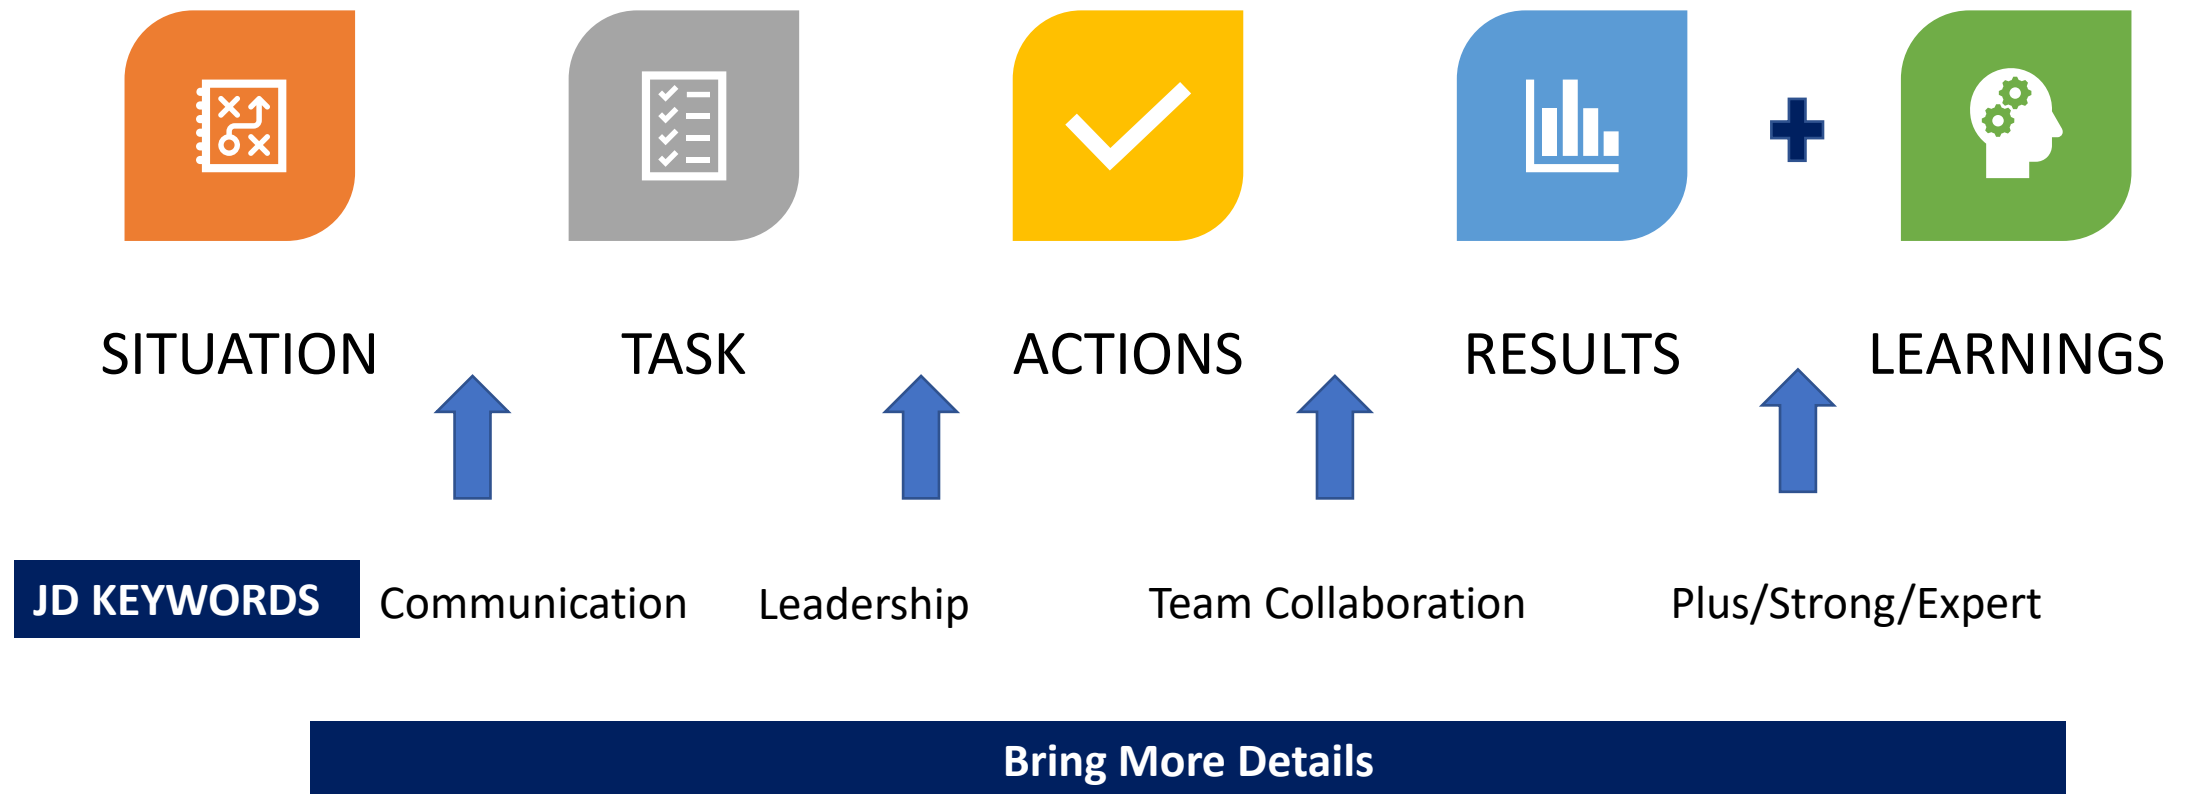 SITUATION TASK ACTIONS RESULTS LEARNINGS
JD KEYWORDS Communication Leadership Team Collaboration Plus/Strong/Expert
Bring More Details